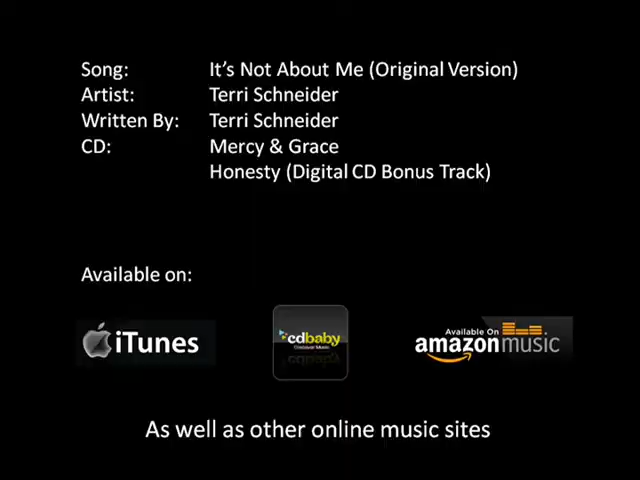 Song: It's Not About Me (Original Version)
Artist: Terri Schneider
Written By: Terri Schneider
CD: Mercy & Grace
Honesty (Digital CD Bonus Track)
Available on:
iTunes
cdbaby
Available On
amazonmusic
As well as other online music sites